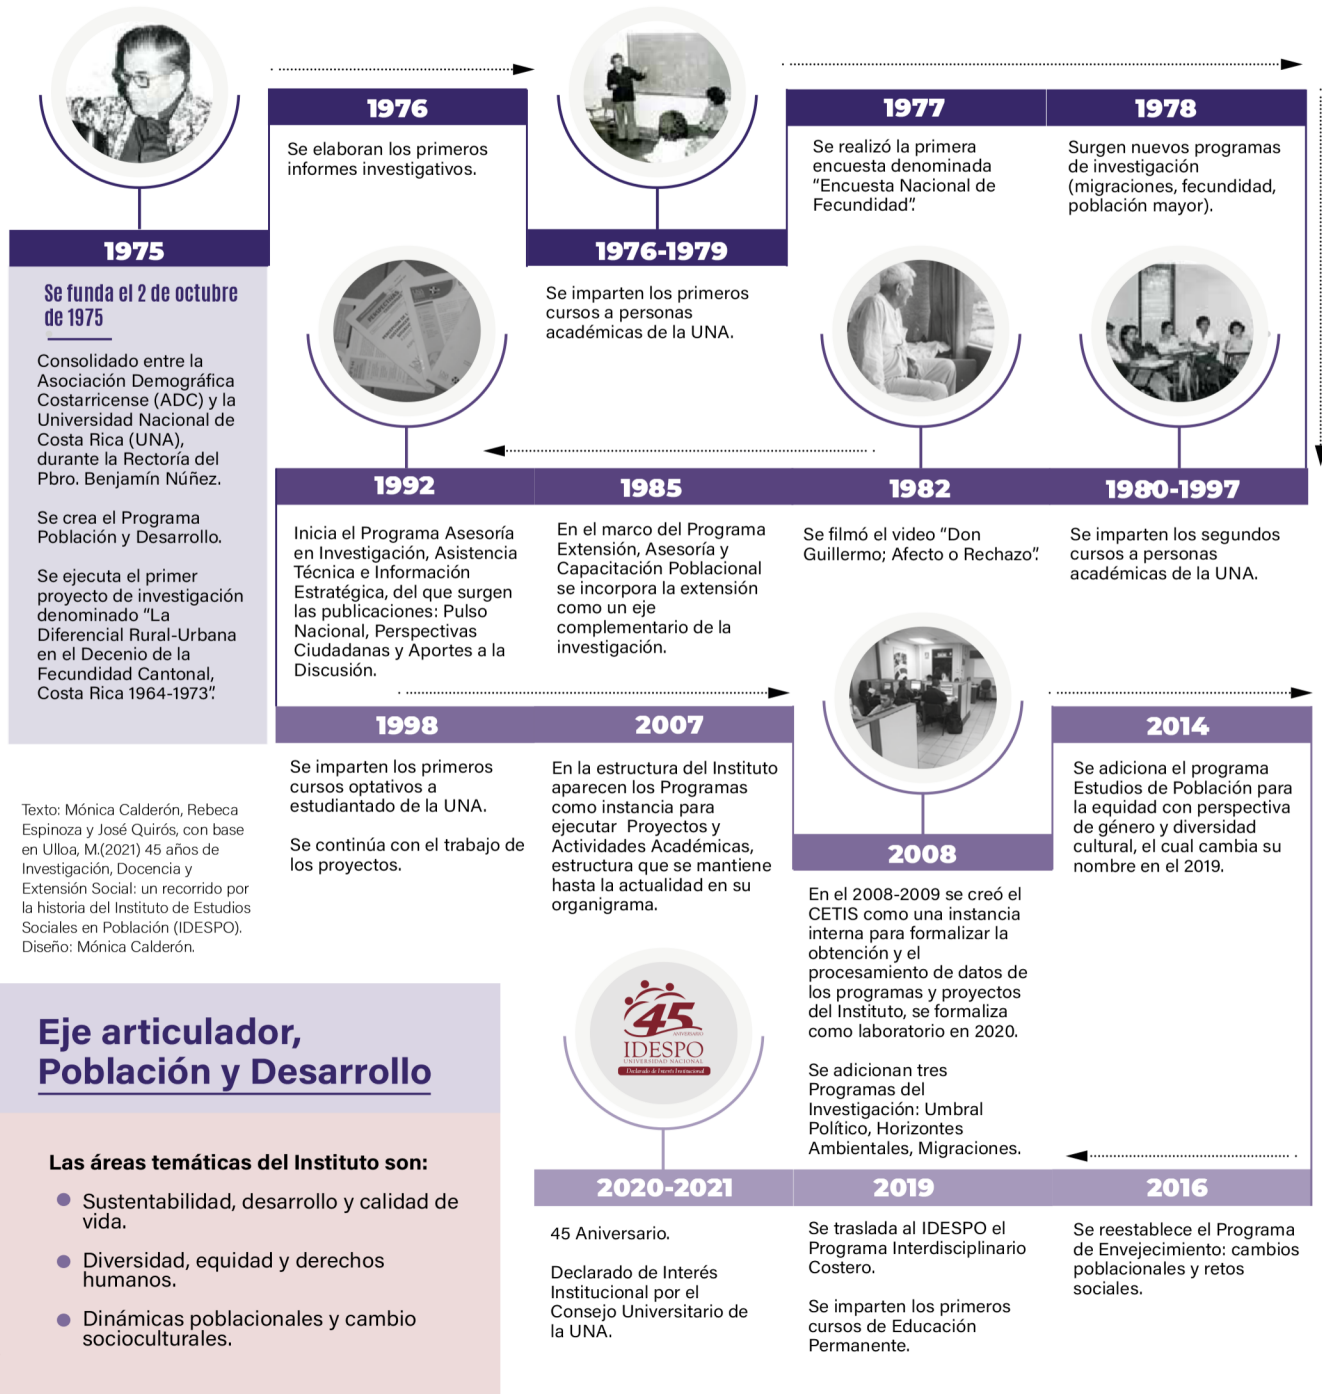 1975
Se funda el 2 de octubre
de 1975
Consolidado entre la
Asociación Demográfica
Costarricense (ADC) y la
Universidad Nacional de
Costa Rica (UNA),
durante la Rectoría del
Pbro. Benjamín Núñez.
Se crea el Programa
Población y Desarrollo.
Se ejecuta el primer
proyecto de investigación
denominado “La
Diferencial Rural-Urbana
en el Decenio de la
Fecundidad Cantonal,
Costa Rica 1964-1973”.
1976
Se elaboran los primeros
informes investigativos.
1976-1979
Se imparten los primeros
cursos a personas
académicas de la UNA.
1977
Se realizó la primera
encuesta denominada
“Encuesta Nacional de
Fecundidad”.
1978
Surgen nuevos programas
de investigación
(migraciones, fecundidad,
población mayor).
1980-1997
Se imparten los segundos
cursos a personas
académicas de la UNA.
1982
Se filmó el video “Don
Guillermo; Afecto o Rechazo”.
1985
En el marco del Programa
Extensión, Asesoría y
Capacitación Poblacional
se incorpora la extensión
como un eje
complementario de la
investigación.
1992
Inicia el Programa Asesoría
en Investigación, Asistencia
Técnica e Información
Estratégica, del que surgen
las publicaciones: Pulso
Nacional, Perspectivas
Ciudadanas y Aportes a la
Discusión.
1998
Se imparten los primeros
cursos optativos a
estudiantado de la UNA.
Se continúa con el trabajo de
los proyectos.
2007
En la estructura del Instituto
aparecen los Programas
como instancia para
ejecutar Proyectos y
Actividades Académicas,
estructura que se mantiene
hasta la actualidad en su
organigrama.
2008
En el 2008-2009 se creó el
CETIS como una instancia
interna para formalizar la
obtención y el
procesamiento de datos de
los programas y proyectos
del Instituto, se formaliza
como laboratorio en 2020.
Se adicionan tres
Programas del
Investigación: Umbral
Político, Horizontes
Ambientales, Migraciones.
2014
Se adiciona el programa
Estudios de Población para
la equidad con perspectiva
de género y diversidad
cultural, el cual cambia su
nombre en el 2019.
2016
Se reestablece el Programa
de Envejecimiento: cambios
poblacionales y retos
sociales.
2019
Se traslada al IDESPO el
Programa Interdisciplinario
Costero.
Se imparten los primeros
cursos de Educación
Permanente.
45
ANIVERSARIO
IDESPO
UNIVERSIDAD NACIONAL
Declarado de Interés Institucional
2020-2021
45 Aniversario.
Declarado de Interés
Institucional por el
Consejo Universitario de
la UNA.
Texto: Mónica Calderón, Rebeca
Espinoza y José Quirós, con base
en Ulloa, M.(2021) 45 años de
Investigación, Docencia y
Extensión Social: un recorrido por
la historia del Instituto de Estudios
Sociales en Población (IDESPO).
Diseño: Mónica Calderón.
Eje articulador,
Población y Desarrollo
Las áreas temáticas del Instituto son:
Sustentabilidad, desarrollo y calidad de
vida.
Diversidad, equidad y derechos
humanos.
Dinámicas poblacionales y cambio
socioculturales.